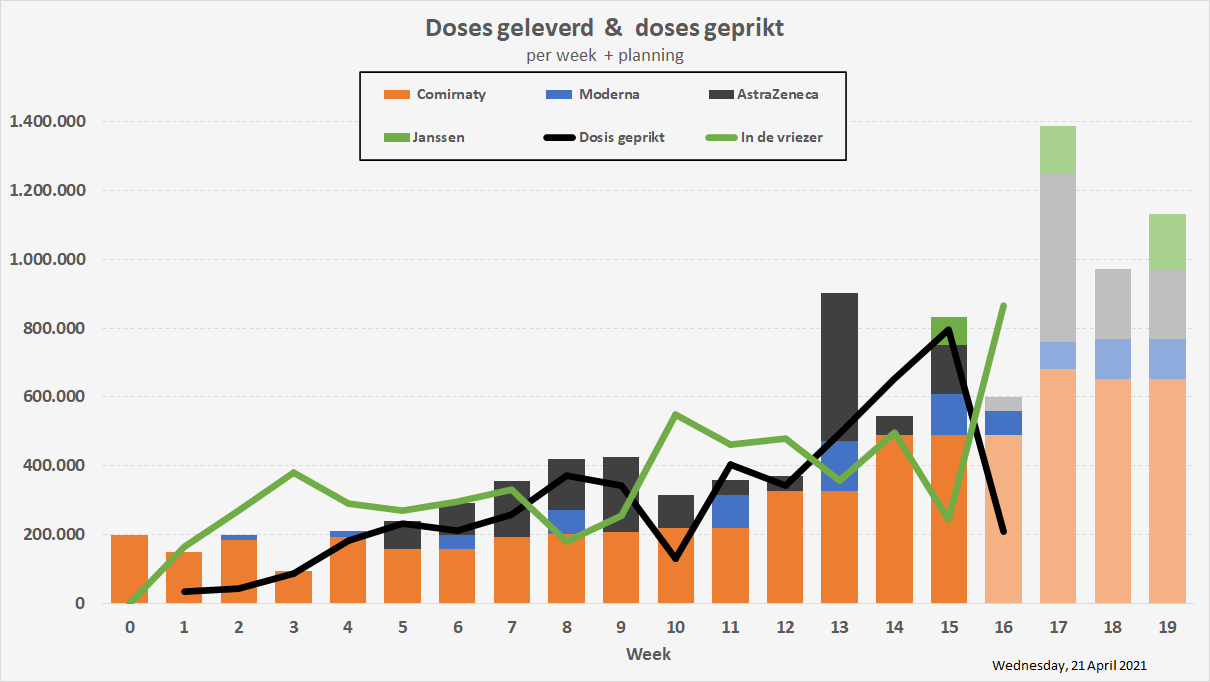 Doses geleverd & doses geprikt
per week + planning
Comirnaty Moderna AstraZeneca
Janssen Dosis geprikt In de vriezer
1.400.000
1.200.000
1.000.000
800.000
600.000
400.000
200.000
0
0 1 2 3 4 5 6 7 8 9 10 11 12 13 14 15 16 17 18 19
Week
Wednesday, 21 April 2021